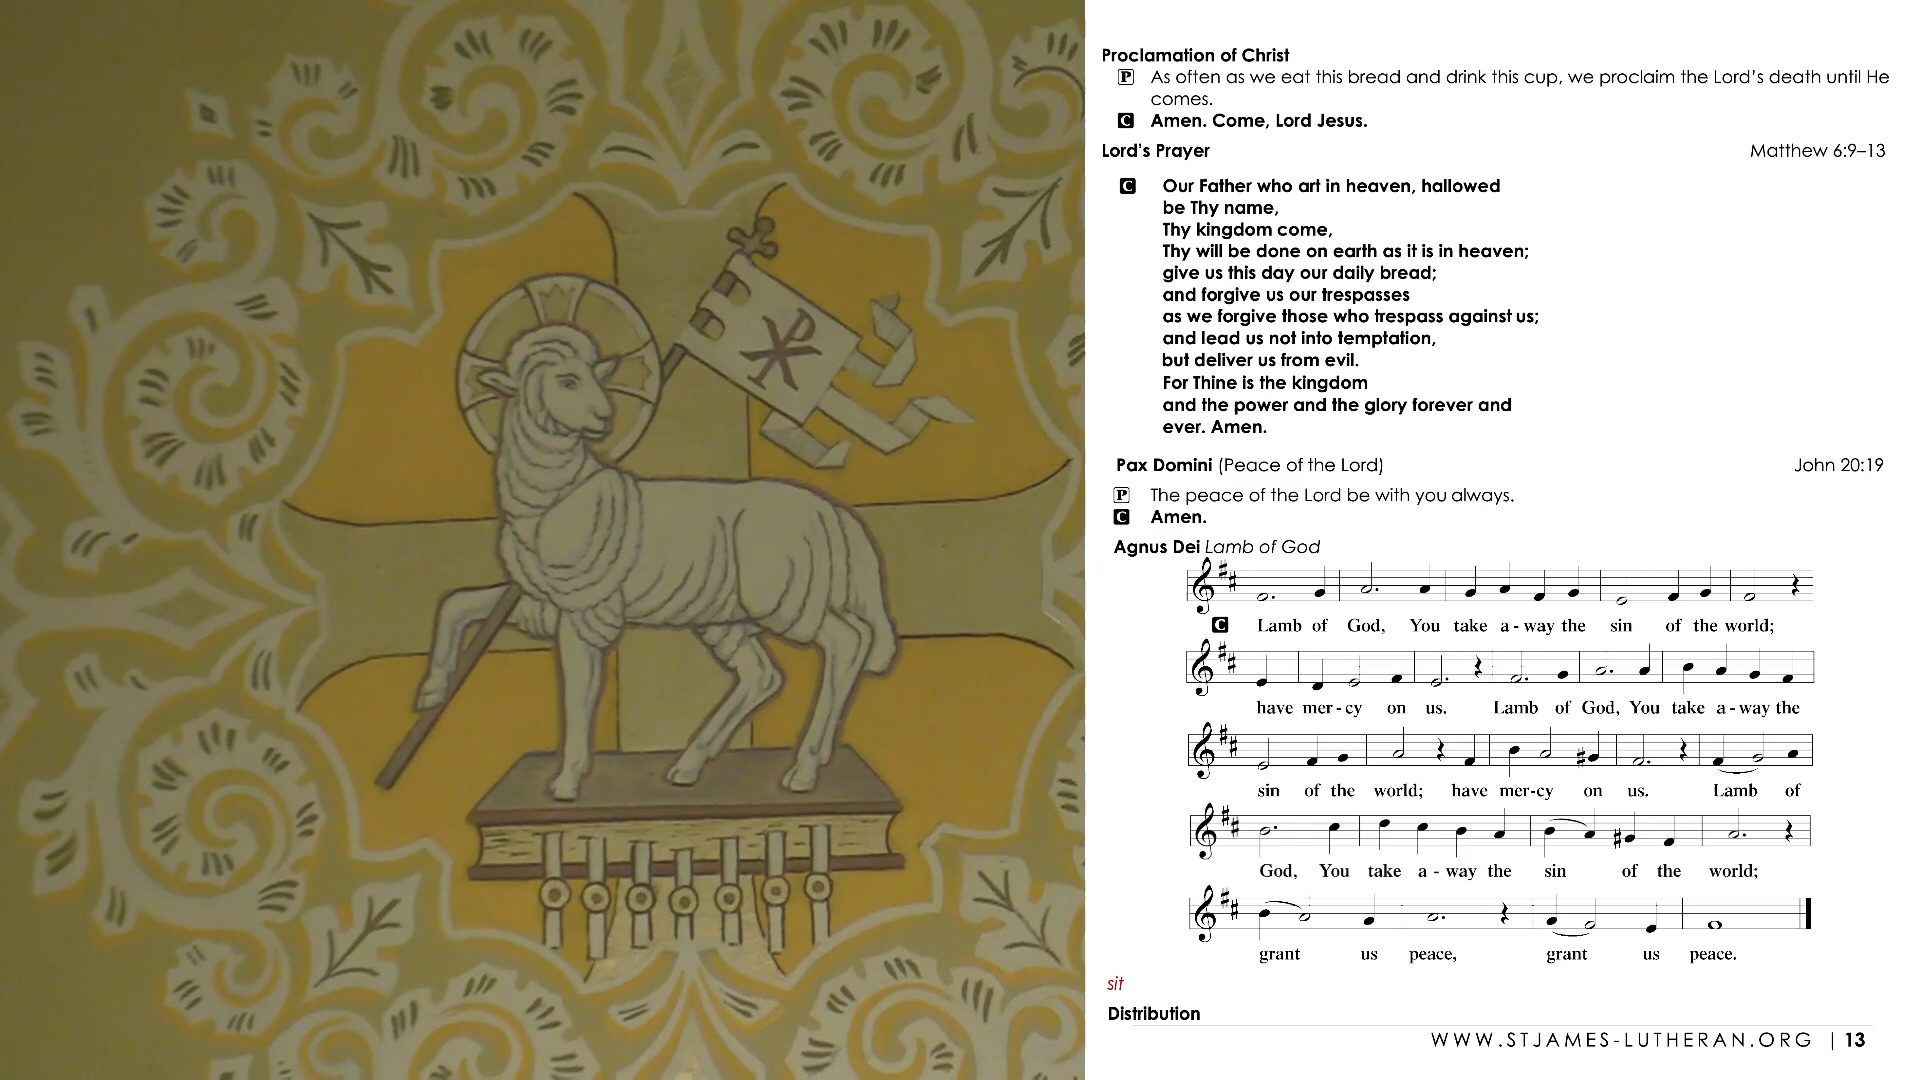 Proclamation of Christ
P As often as we eat this bread and drink this cup, we proclaim the Lord's death until He
comes.
C Amen. Come, Lord Jesus.
Lord's Prayer Matthew 6:9–13
C Our Father who art in heaven, hallowed
be Thy name,
Thy kingdom come,
Thy will be done on earth as it is in heaven;
give us this day our daily bread;
and forgive us our trespasses
as we forgive those who trespass against us;
and lead us not into temptation,
but deliver us from evil.
For Thine is the kingdom
and the power and the glory forever and
ever. Amen.
Pax Domini (Peace of the Lord) John 20:19
P The peace of the Lord be with you always.
C Amen.
Agnus Dei Lamb of God
C Lamb of God, You take a - way the sin of the world;
have mer - cy on us. Lamb of God, You take a - way the
sin of the world; have mer-cy on us. Lamb of
God, You take a - way the sin of the world;
grant us peace, grant us peace.
sit
Distribution
WWW.STJAMES-LUTHERAN.ORG | 13